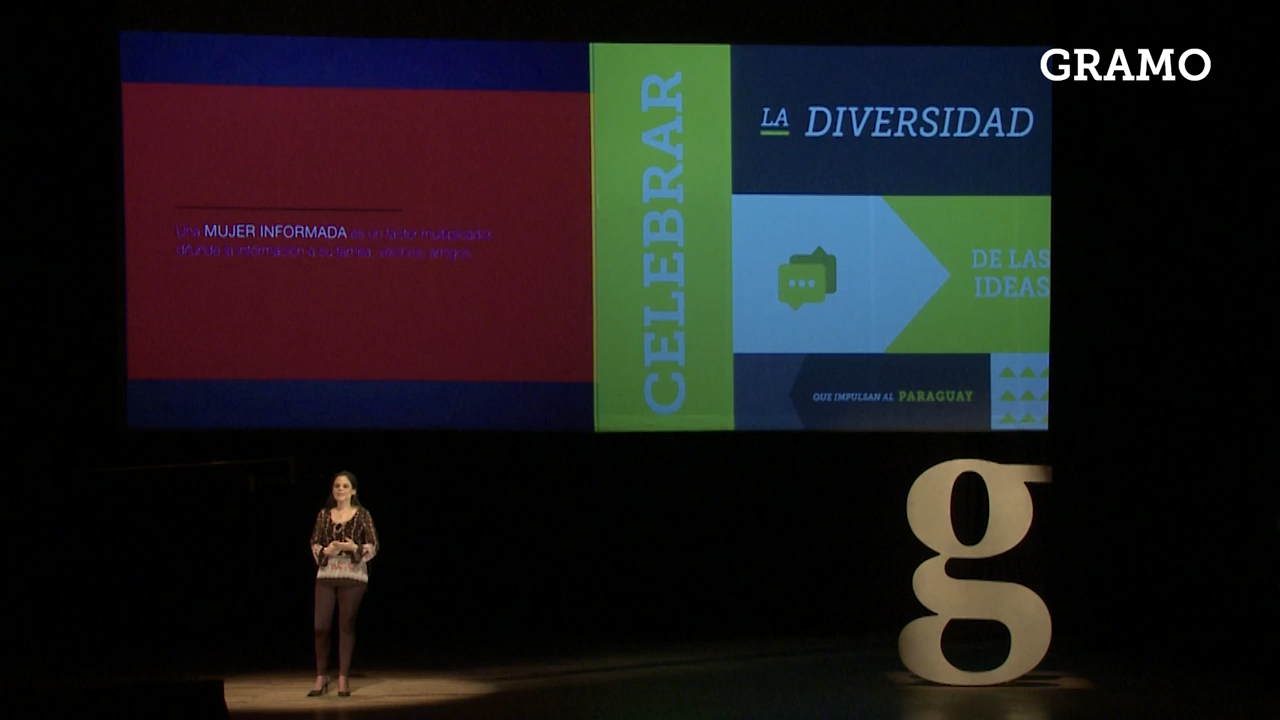 GRAMO
Una MUJER INFORMADA es un factor multiplicador,
difunde la información a su familia, vecinos, amigos.
CELEBRAR
LA DIVERSIDAD
DE LAS
IDEAS
QUE IMPULSAN AL PARAGUAY
g